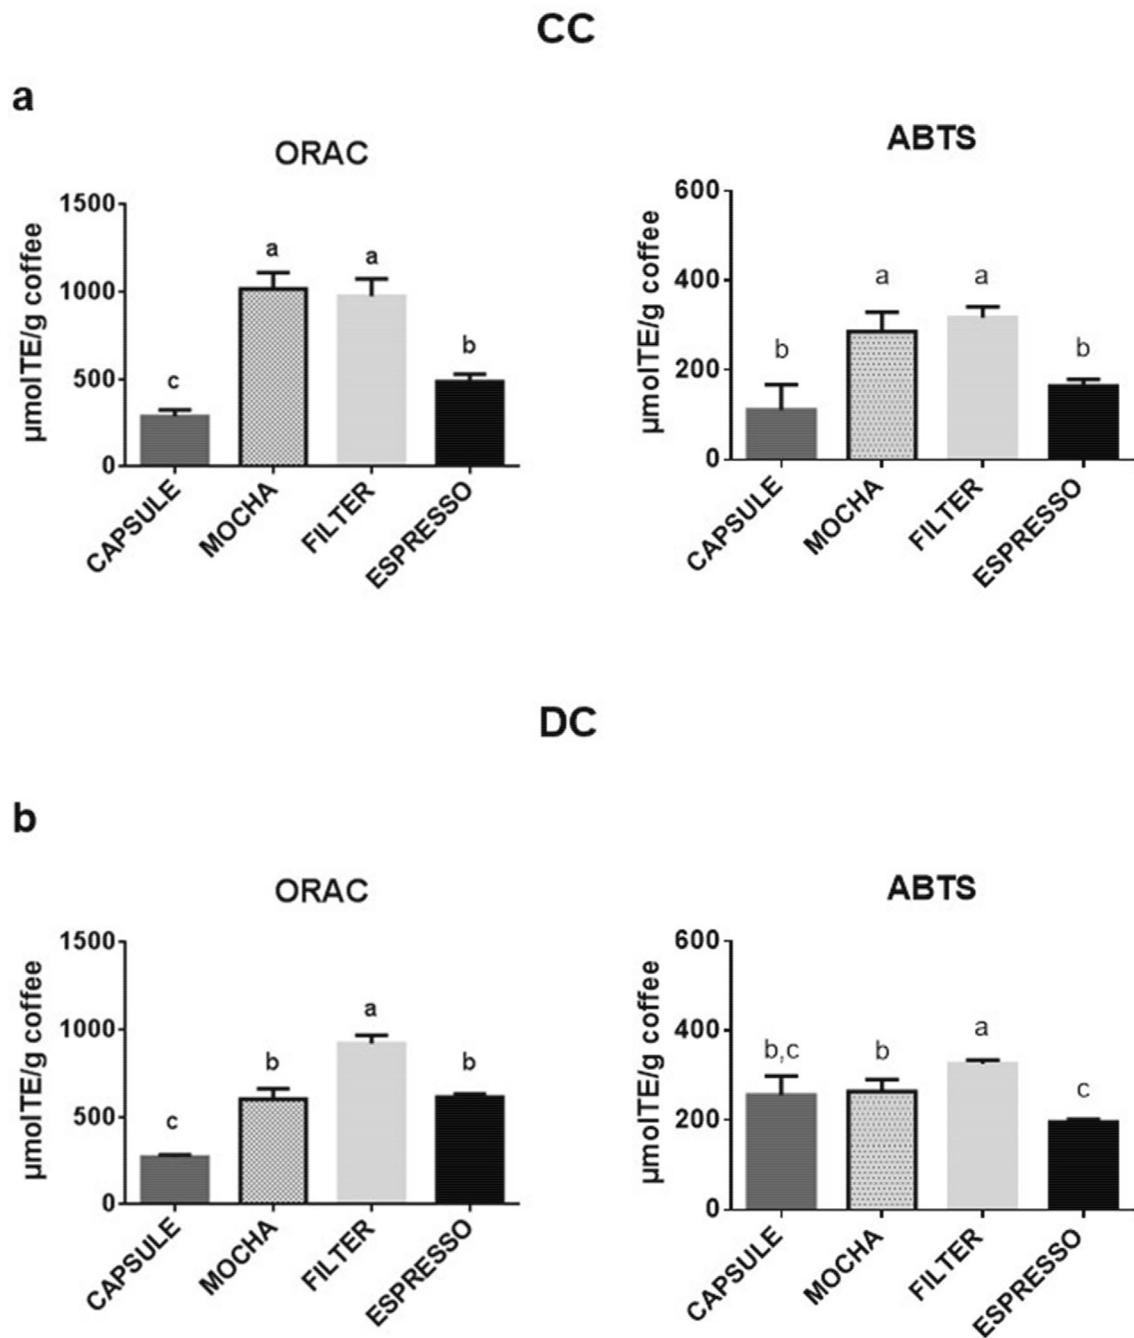 CC
a
ORAC
ABTS
µmolTE/g coffee
1500
1000
500
0
c
a
a
b
CAPSULE
MOCHA
FILTER
ESPRESSO
µmolTE/g coffee
600
400
200
0
b
a
a
b
CAPSULE
MOCHA
FILTER
ESPRESSO
DC
b
ORAC
ABTS
µmolTE/g coffee
1500
1000
500
0
c
b
a
b
CAPSULE
MOCHA
FILTER
ESPRESSO
µmolTE/g coffee
600
400
200
0
b,c
b
a
c
CAPSULE
MOCHA
FILTER
ESPRESSO